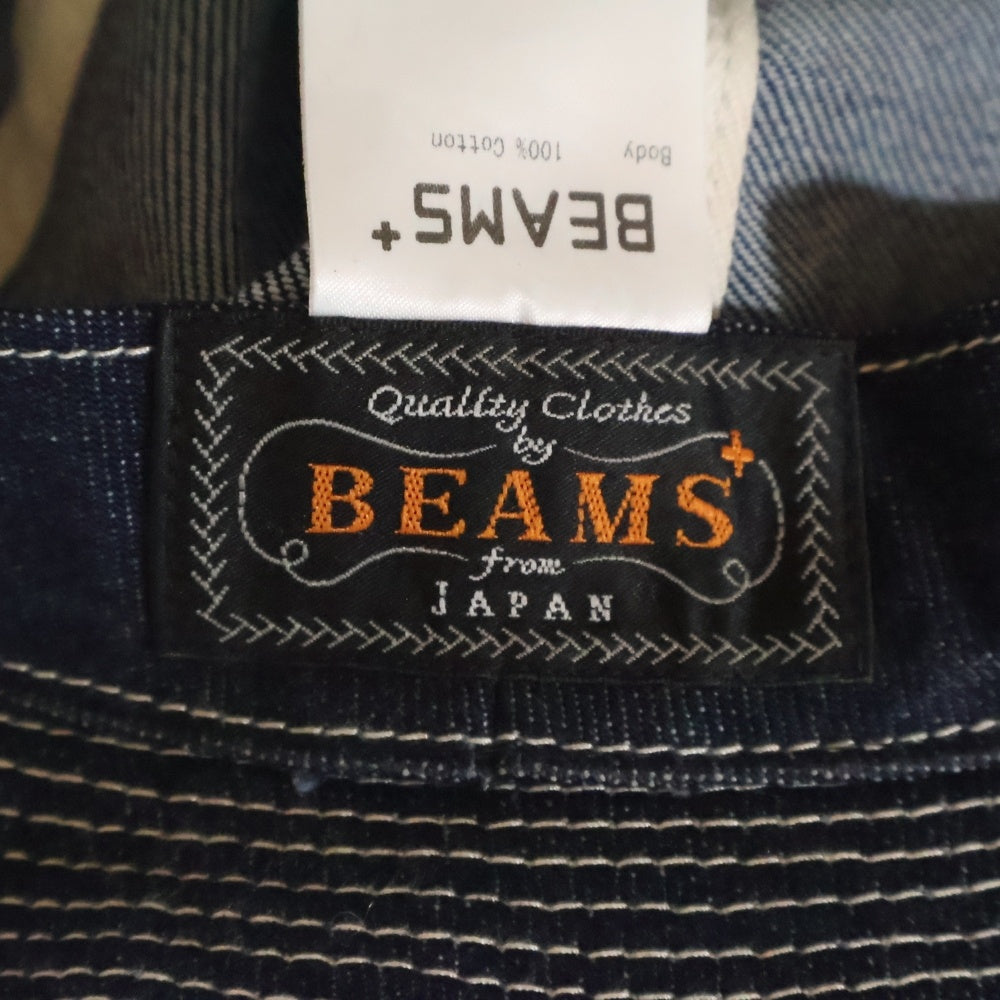 BEAMS+
Body 100% Cotton
Quality Clothes
by
BEAMS+
from
JAPAN